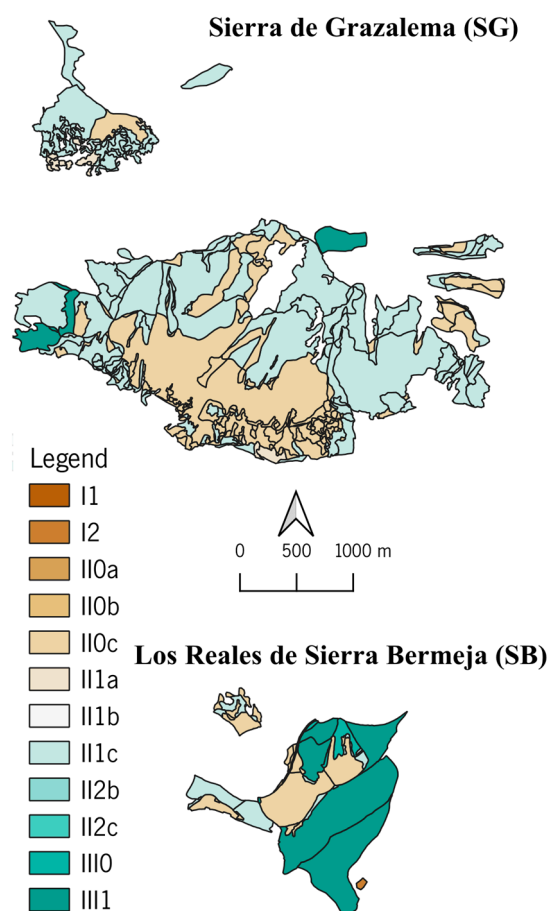 Sierra de Grazalema (SG)
Legend
I1
I2
II0a
II0b
II0c
II1a
II1b
II1c
II2b
II2c
III0
III1
0 500 1000 m
Los Reales de Sierra Bermeja (SB)